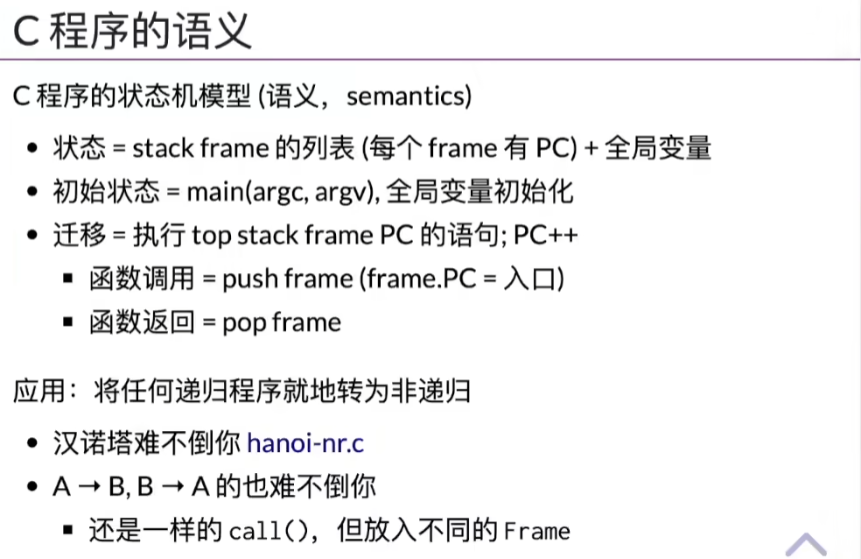 C 程序的语义
C 程序的状态机模型 (语义，semantics)
状态 = stack frame 的列表 (每个 frame 有 PC) + 全局变量
初始状态 = main(argc, argv), 全局变量初始化
迁移 = 执行 top stack frame PC 的语句; PC++
函数调用 = push frame (frame.PC = 入口)
函数返回 = pop frame
应用：将任何递归程序就地转为非递归
汉诺塔难不倒你 hanoi-nr.c
A → B, B → A 的也难不倒你
还是一样的 call()，但放入不同的 Frame